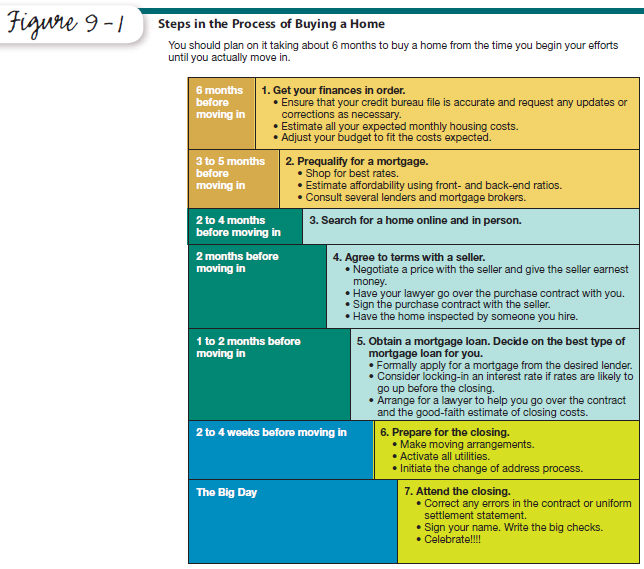 Figure 9-1
Steps in the Process of Buying a Home
You should plan on it taking about 6 months to buy a home from the time you begin your efforts
until you actually move in.
6 months
before
moving in
1. Get your finances in order.
• Ensure that your credit bureau file is accurate and request any updates or
corrections as necessary.
• Estimate all your expected monthly housing costs.
• Adjust your budget to fit the costs expected.
3 to 5 months
before
moving in
2. Prequalify for a mortgage.
• Shop for best rates.
• Estimate affordability using front- and back-end ratios.
• Consult several lenders and mortgage brokers.
2 to 4 months
before moving in
3. Search for a home online and in person.
2 months before
moving in
4. Agree to terms with a seller.
• Negotiate a price with the seller and give the seller earnest
money.
• Have your lawyer go over the purchase contract with you.
• Sign the purchase contract with the seller.
• Have the home inspected by someone you hire.
1 to 2 months before
moving in
5. Obtain a mortgage loan. Decide on the best type of
mortgage loan for you.
• Formally apply for a mortgage from the desired lender.
• Consider locking-in an interest rate if rates are likely to
go up before the closing.
• Arrange for a lawyer to help you go over the contract
and the good-faith estimate of closing costs.
2 to 4 weeks before moving in
6. Prepare for the closing.
• Make moving arrangements.
• Activate all utilities.
• Initiate the change of address process.
The Big Day
7. Attend the closing.
• Correct any errors in the contract or uniform
settlement statement.
• Sign your name. Write the big checks.
• Celebrate!!!!